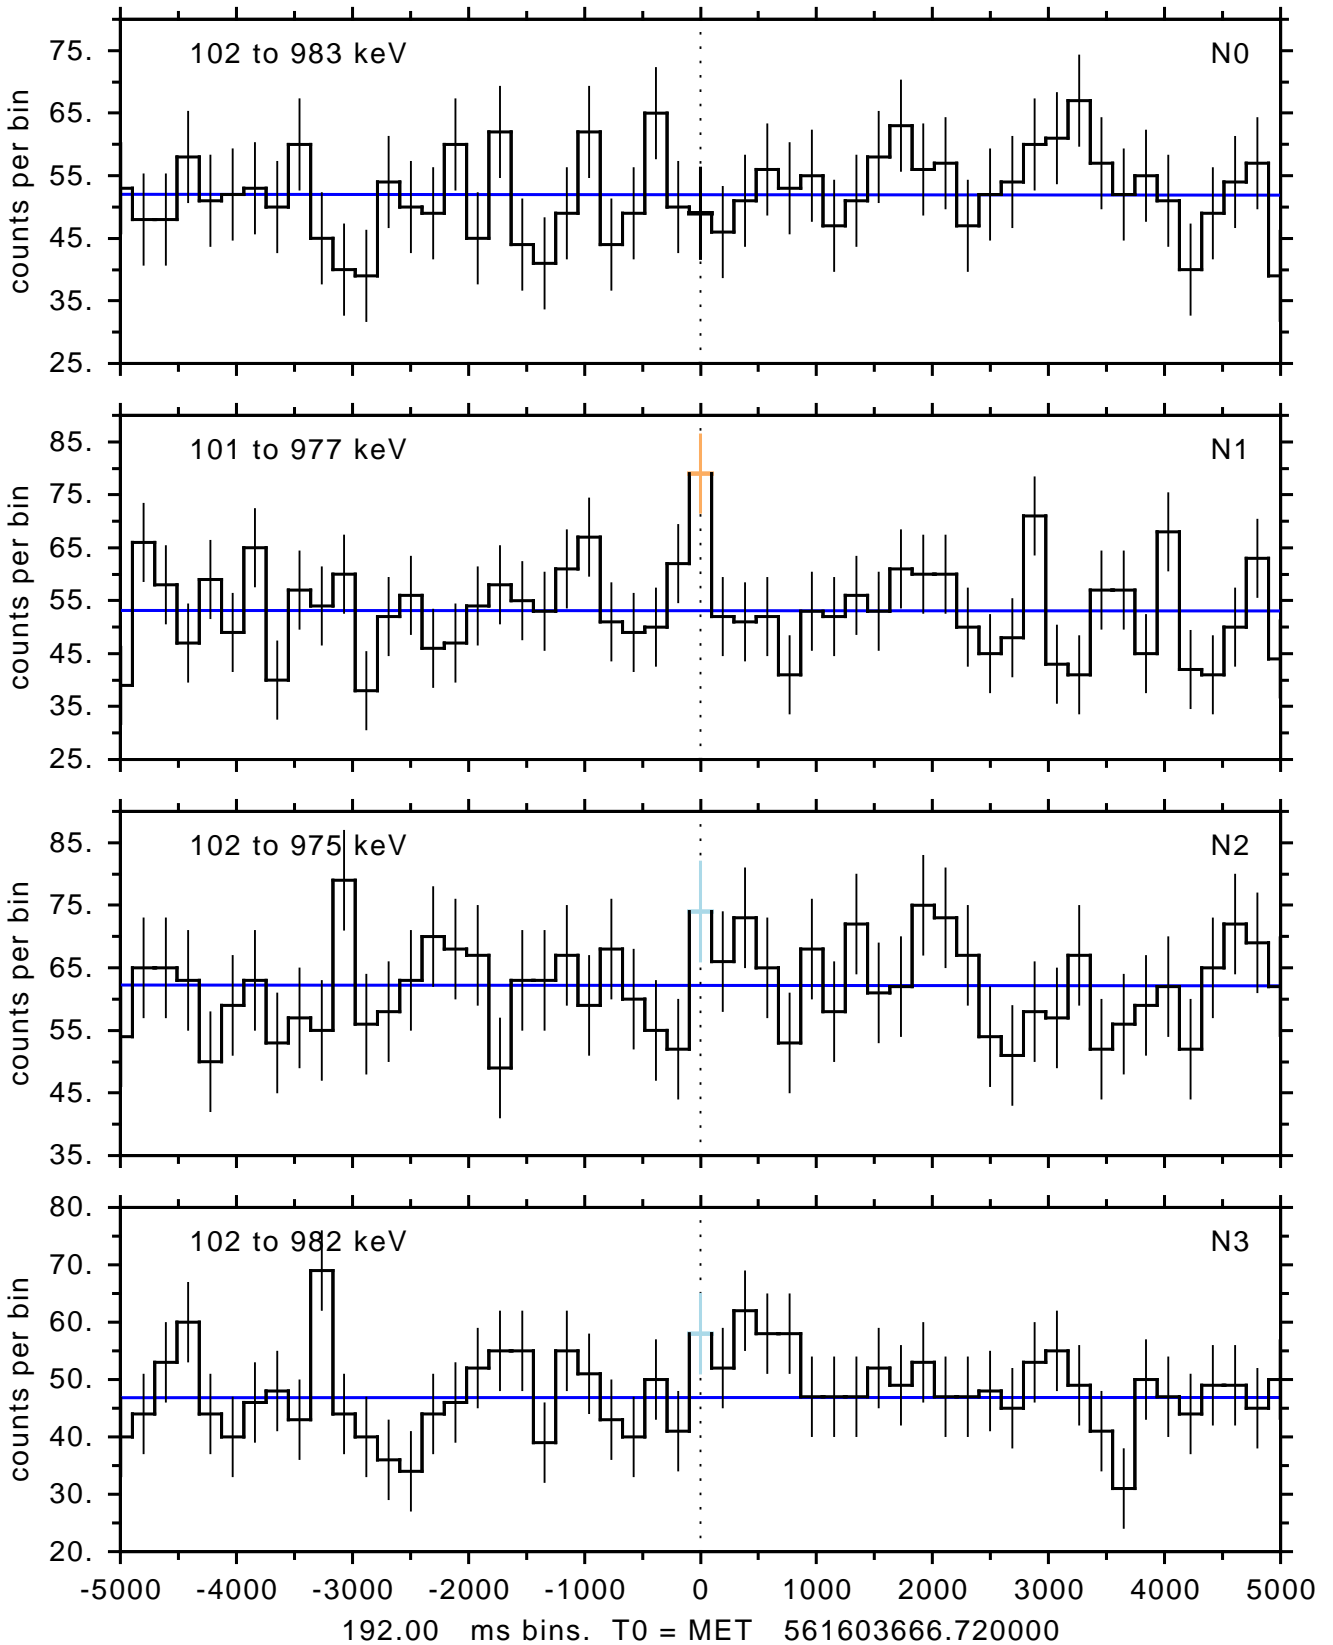 102 to 983 keV N0
75.
65.
55.
45.
35.
25.
counts per bin
101 to 977 keV N1
85.
75.
65.
55.
45.
35.
25.
counts per bin
102 to 975 keV N2
85.
75.
65.
55.
45.
35.
counts per bin
102 to 982 keV N3
80.
70.
60.
50.
40.
30.
20.
counts per bin
-5000 -4000 -3000 -2000 -1000 0 1000 2000 3000 4000 5000
192.00 ms bins. T0 = MET 561603666.720000